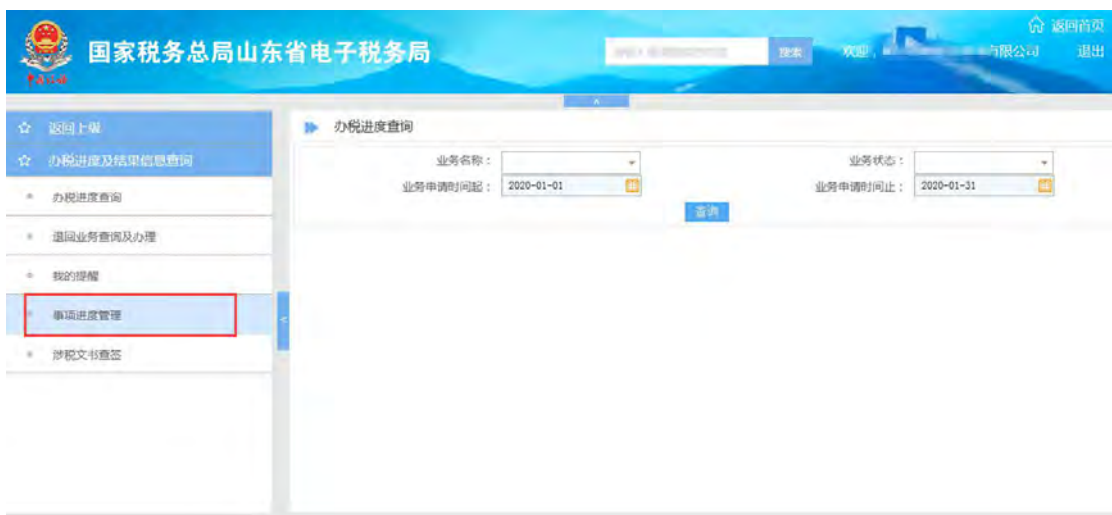 返回首页
国家税务总局山东省电子税务局
搜索
欢迎，
有限公司
退出
返回上级
办税进度及结果信息查询
办税进度查询
退回业务查询及办理
我的提醒
事项进度管理
涉税文书查签
办税进度查询
业务名称：
业务状态：
业务申请时间起： 2020-01-01
业务申请时间止： 2020-01-31
查询